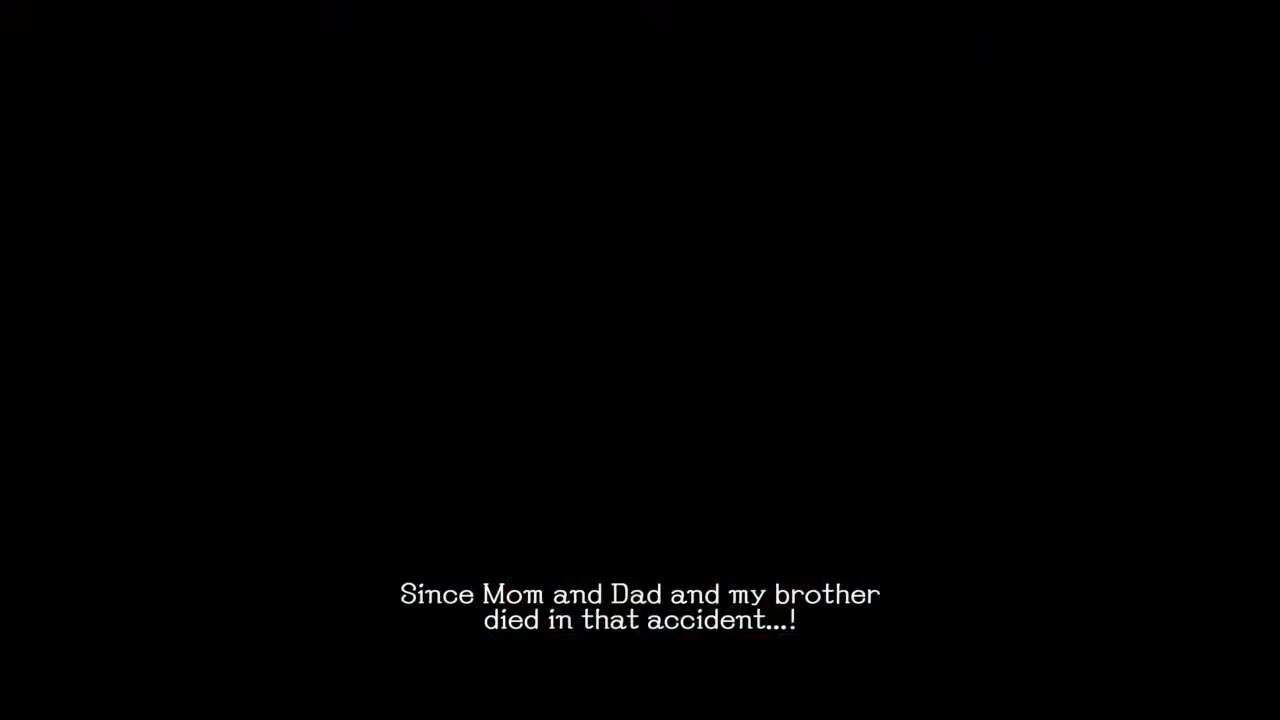 Since Mom and Dad and my brother
died in that accident...!